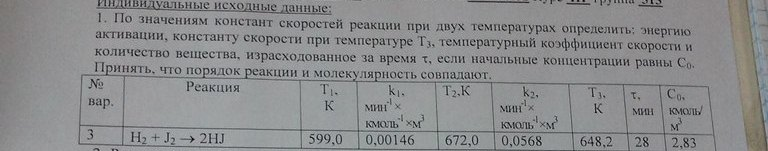 Индивидуальные исходные данные:
1. По значениям констант скоростей реакции при двух температурах определить: энергию
активации, константу скорости при температуре T₃, температурный коэффициент скорости и
количество вещества, израсходованное за время τ, если начальные концентрации равны C₀.
Принять, что порядок реакции и молекулярность совпадают.
№ вар. Реакция T₁, К k₁, мин⁻¹× кмоль⁻¹×м³ T₂,К k₂, мин⁻¹× кмоль⁻¹×м³ T₃, К τ, мин C₀, кмоль/ м³
3 H₂ + J₂ → 2HJ 599,0 0,00146 672,0 0,0568 648,2 28 2,83